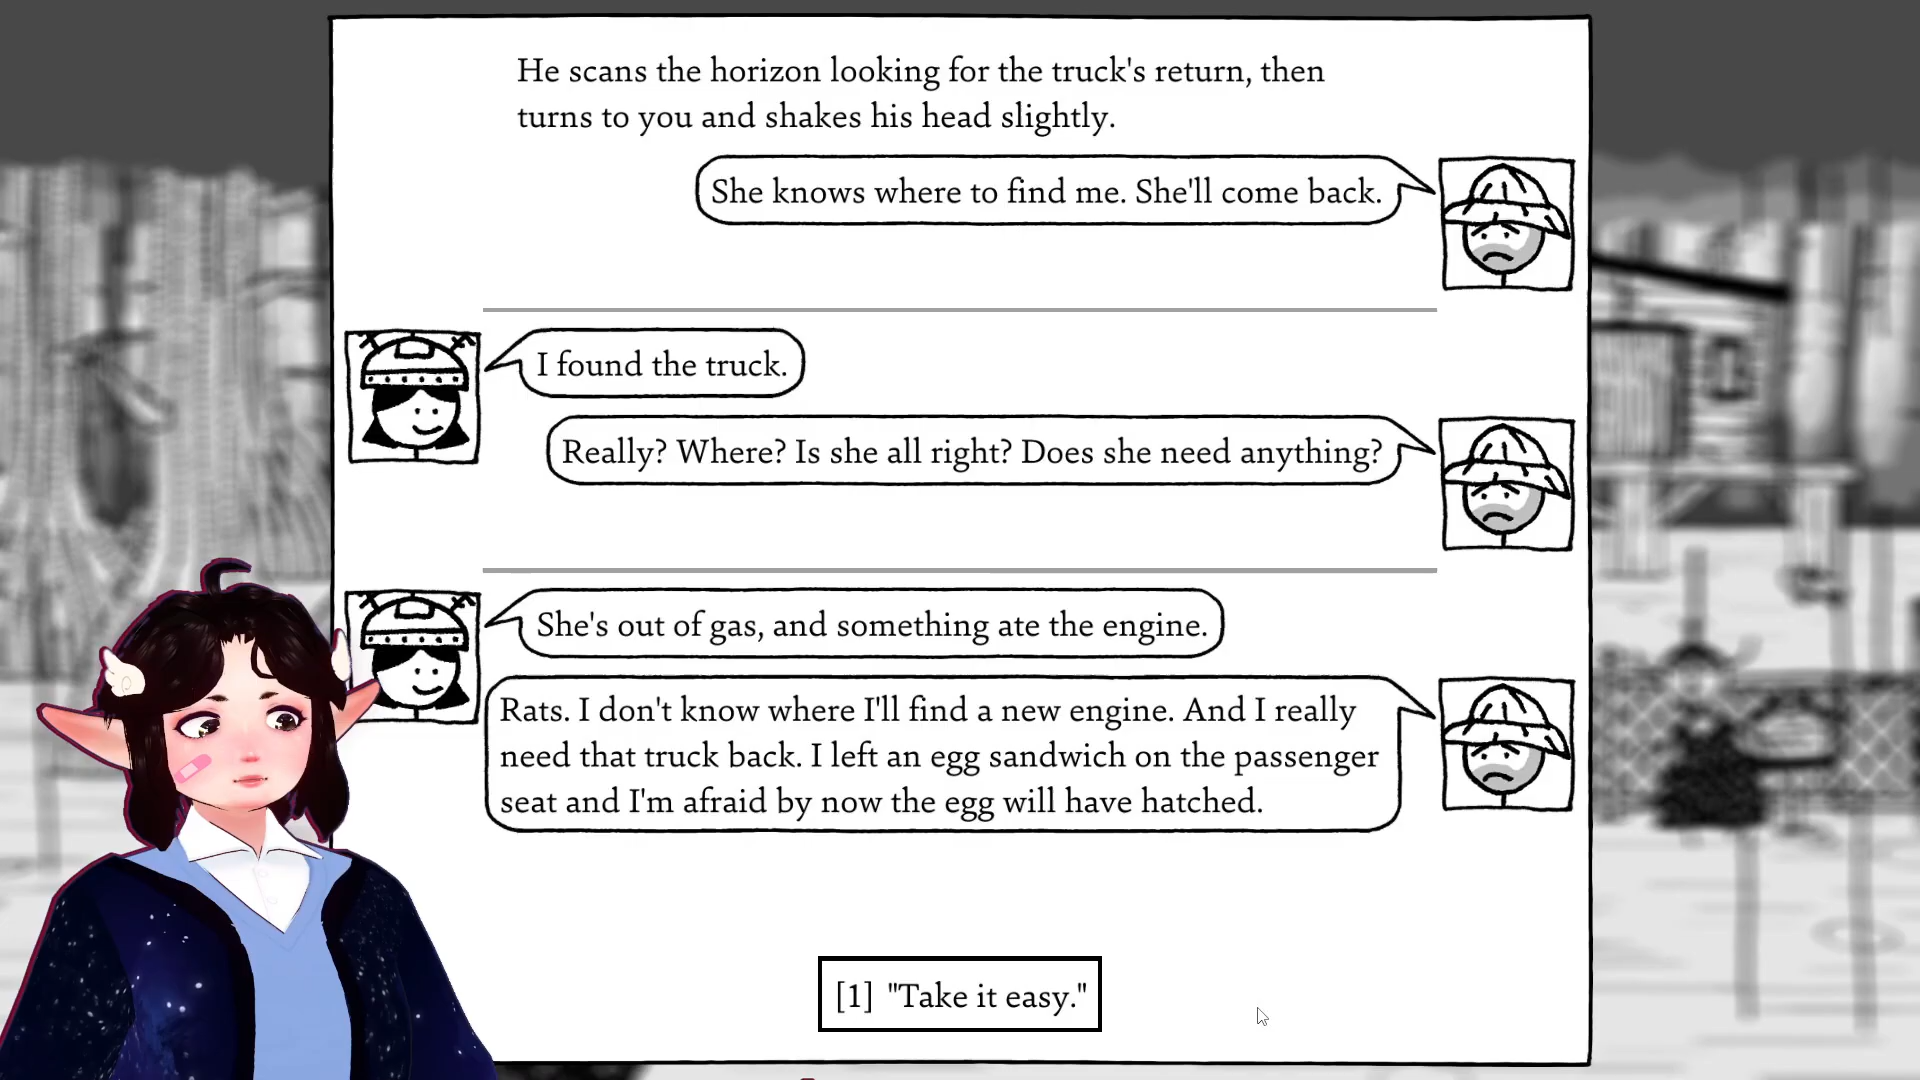 He scans the horizon looking for the truck's return, then
turns to you and shakes his head slightly.
She knows where to find me. She'll come back.
I found the truck.
Really? Where? Is she all right? Does she need anything?
She's out of gas, and something ate the engine.
Rats. I don't know where I'll find a new engine. And I really
need that truck back. I left an egg sandwich on the passenger
seat and I'm afraid by now the egg will have hatched.
[1] "Take it easy."